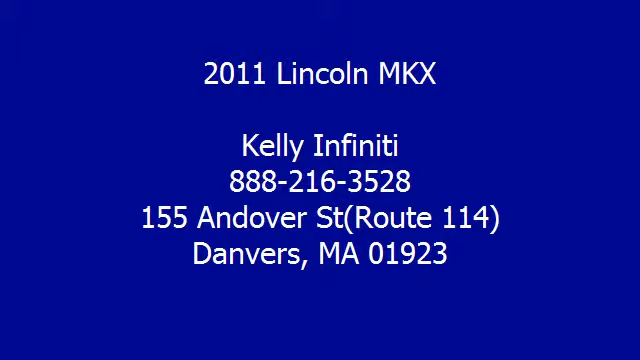 2011 Lincoln MKX
Kelly Infiniti
888-216-3528
155 Andover St(Route 114)
Danvers, MA 01923